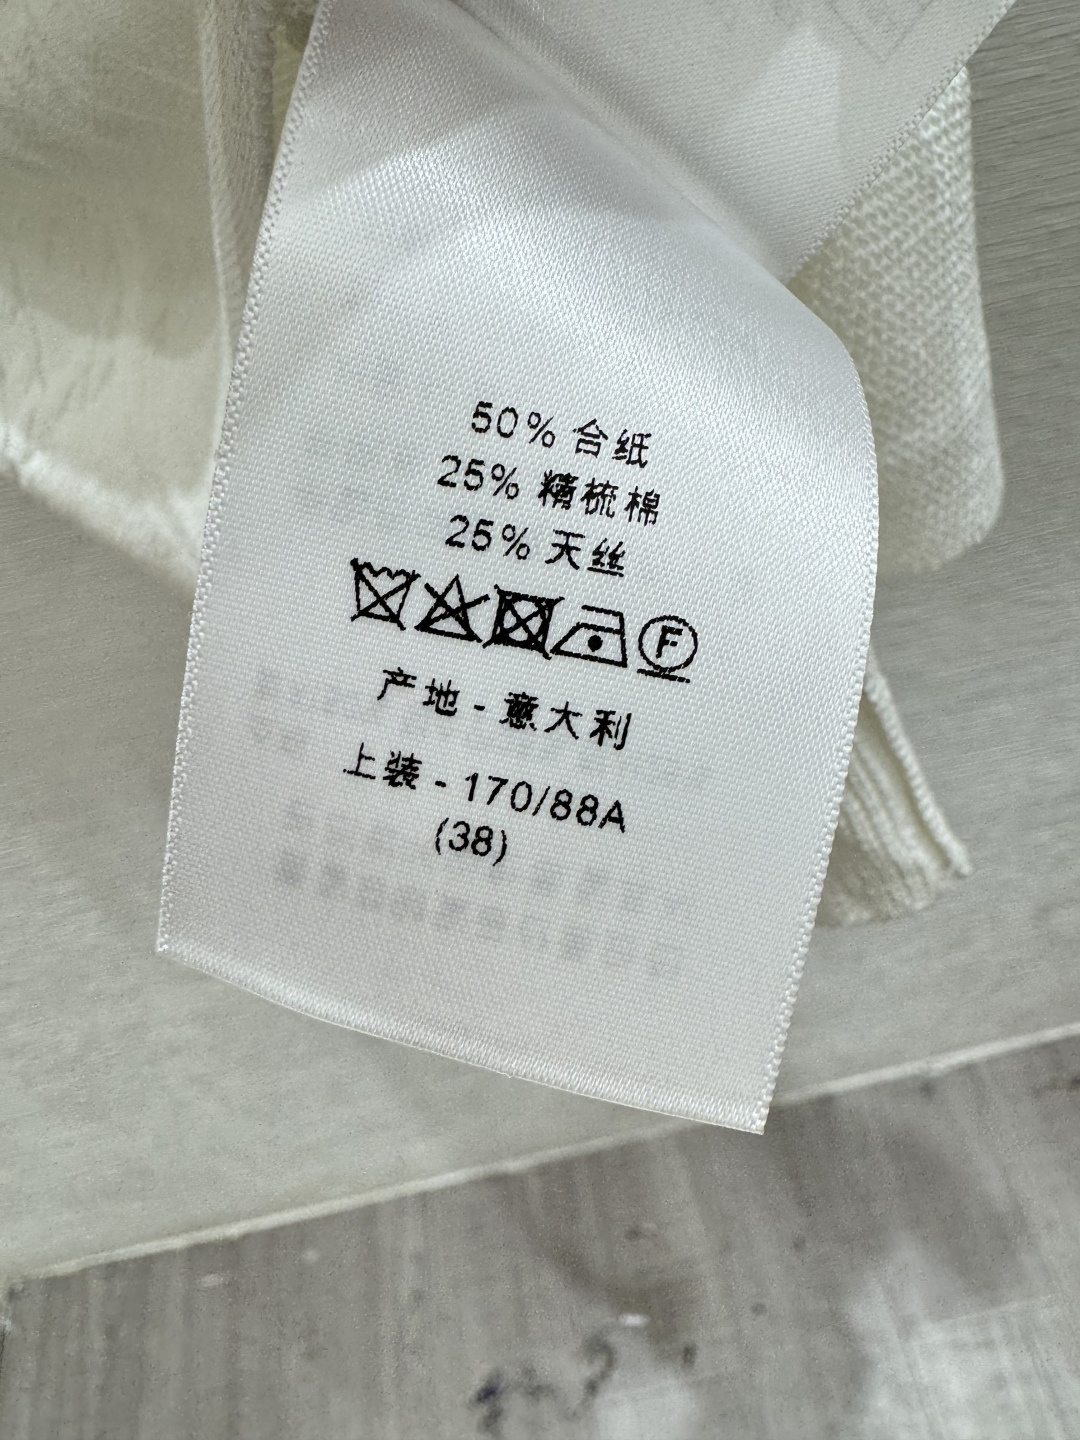 50% 合纸
25% 精梳棉
25% 天丝
F
产地 - 意大利
上装 - 170/88A
(38)